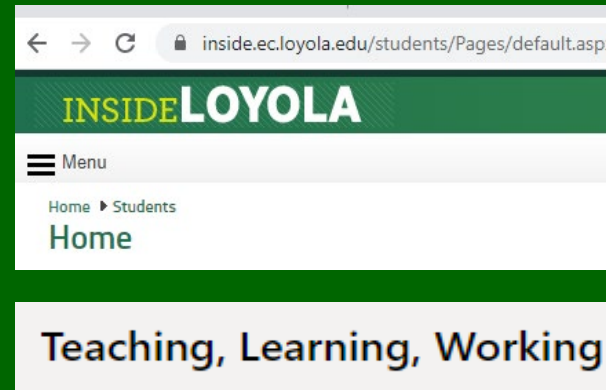 inside.ec.loyola.edu/students/Pages/default.asp
INSIDELOYOLA
Menu
Home Students
Home
Teaching, Learning, Working